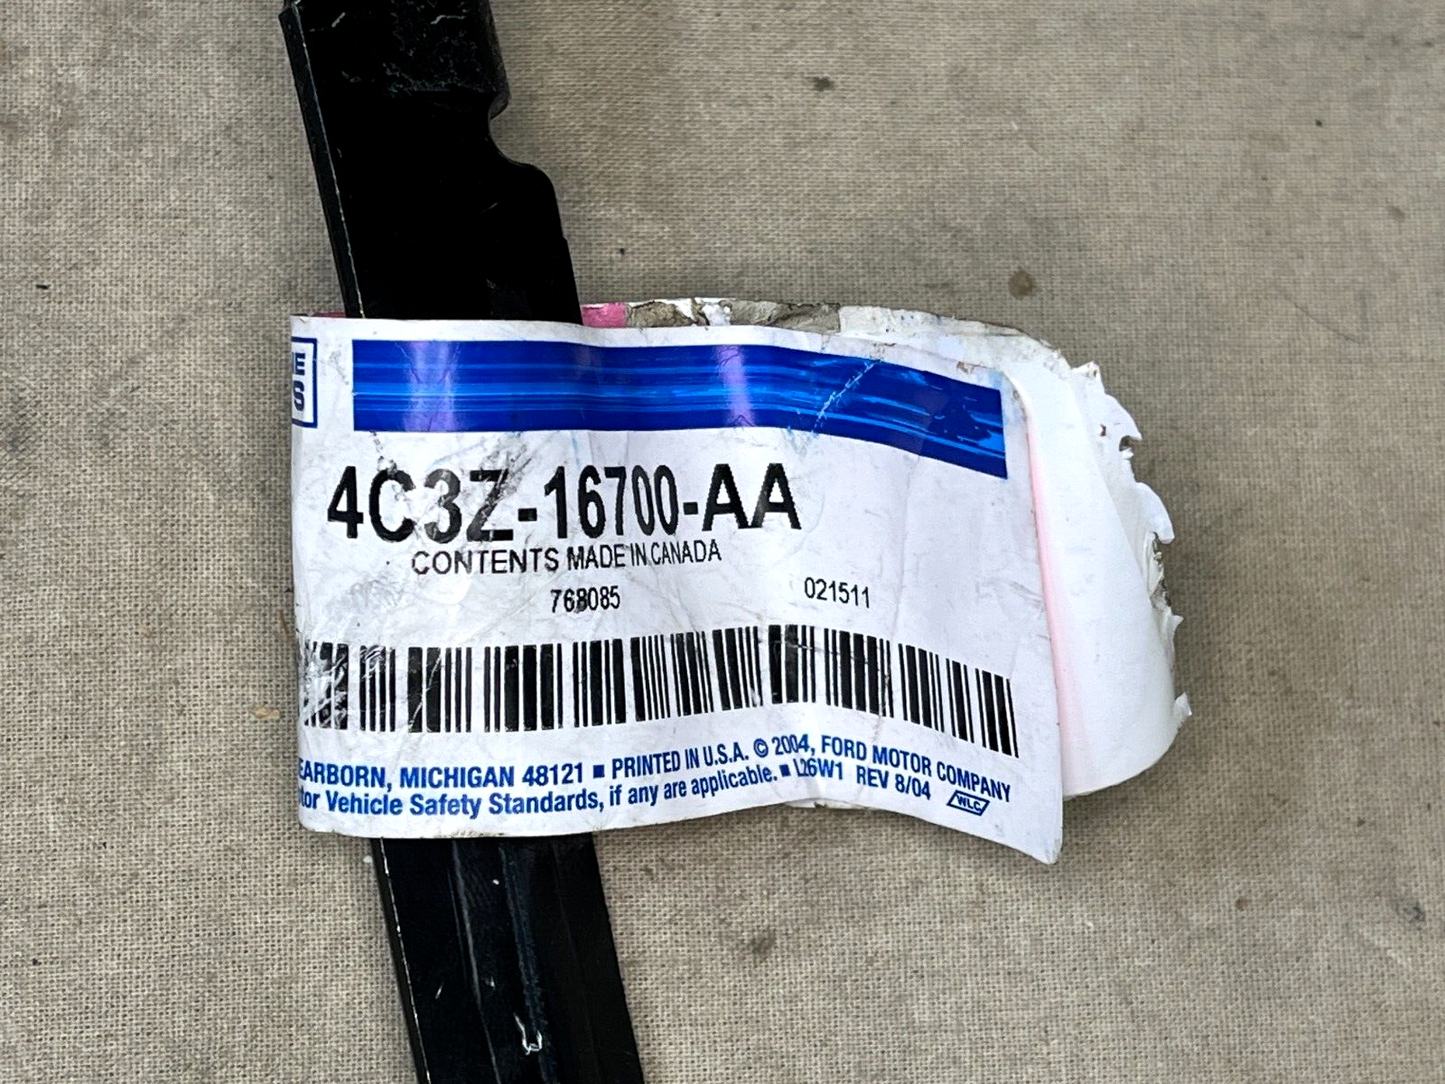 4C3Z-16700-AA
CONTENTS MADE IN CANADA
768085 021511
EARBORN, MICHIGAN 48121 ▪ PRINTED IN U.S.A. © 2004, FORD MOTOR COMPANY
tor Vehicle Safety Standards, if any are applicable. ▪ L26W1 REV 8/04 WLC